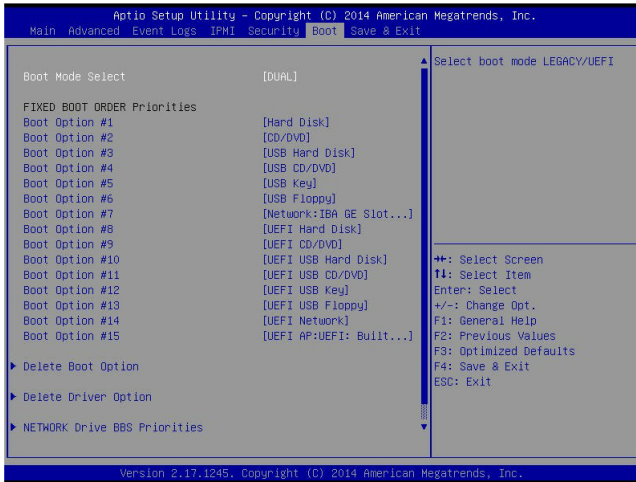 Aptio Setup Utility – Copyright (C) 2014 American Megatrends, Inc.
Main Advanced Event Logs IPMI Security Boot Save & Exit
Boot Mode Select [DUAL]
FIXED BOOT ORDER Priorities
Boot Option #1 [Hard Disk]
Boot Option #2 [CD/DVD]
Boot Option #3 [USB Hard Disk]
Boot Option #4 [USB CD/DVD]
Boot Option #5 [USB Key]
Boot Option #6 [USB Floppy]
Boot Option #7 [Network:IBA GE Slot...]
Boot Option #8 [UEFI Hard Disk]
Boot Option #9 [UEFI CD/DVD]
Boot Option #10 [UEFI USB Hard Disk]
Boot Option #11 [UEFI USB CD/DVD]
Boot Option #12 [UEFI USB Key]
Boot Option #13 [UEFI USB Floppy]
Boot Option #14 [UEFI Network]
Boot Option #15 [UEFI AP:UEFI: Built...]
Delete Boot Option
Delete Driver Option
NETWORK Drive BBS Priorities
Select boot mode LEGACY/UEFI
→←: Select Screen
↑↓: Select Item
Enter: Select
+/-: Change Opt.
F1: General Help
F2: Previous Values
F3: Optimized Defaults
F4: Save & Exit
ESC: Exit
Version 2.17.1245. Copyright (C) 2014 American Megatrends, Inc.